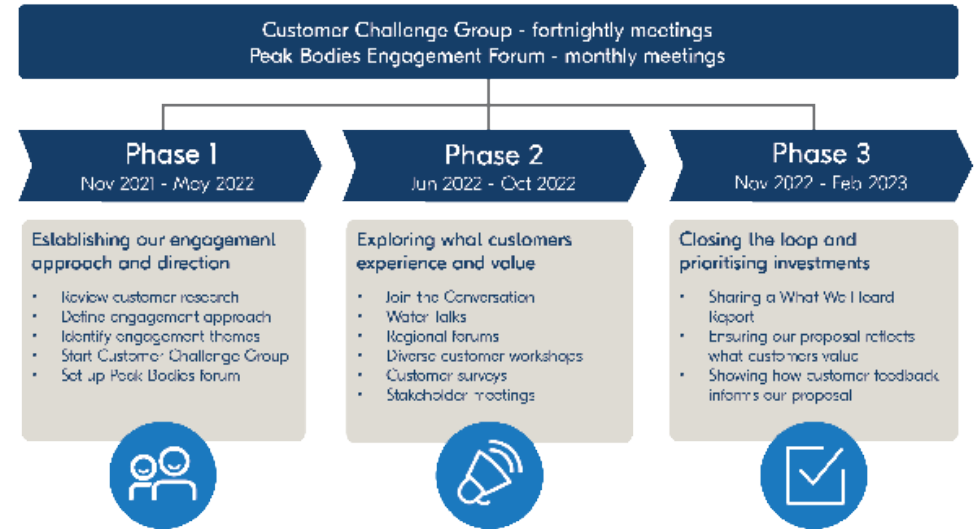 Customer Challenge Group - fortnightly meetings
Peak Bodies Engagement Forum - monthly meetings
Phase 1
Nov 2021 - May 2022
Phase 2
Jun 2022 - Oct 2022
Phase 3
Nov 2022 - Feb 2023
Establishing our engagement
approach and direction
• Review customer research
• Define engagement approach
• Identify engagement themes
• Start Customer Challenge Group
• Set up Peak Bodies forum
Exploring what customers
experience and value
• Join the Conversation
• Water Talks
• Regional forums
• Diverse customer workshops
• Customer surveys
• Stakeholder meetings
Closing the loop and
prioritising investments
• Sharing a What We Heard
Report
• Ensuring our proposal reflects
what customers value
• Showing how customer feedback
informs our proposal